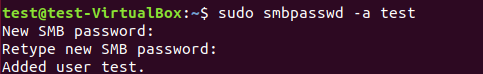 test@test-VirtualBox:~$ sudo smbpasswd -a test
New SMB password:
Retype new SMB password:
Added user test.